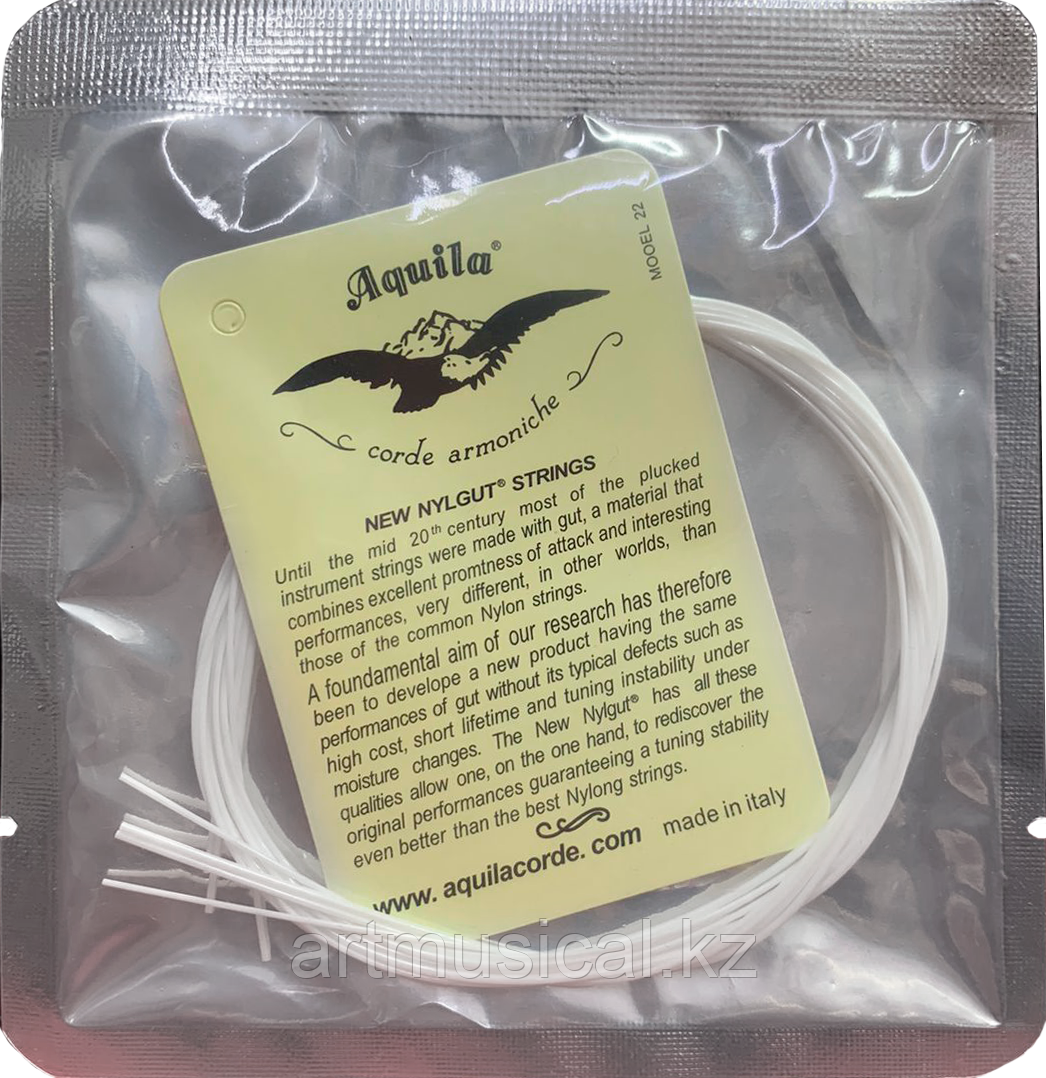 Aquila®
MOOEL 22
corde armoniche
NEW NYLGUT® STRINGS
Until the mid 20th century most of the plucked
instrument strings were made with gut, a material that
combines excellent promtness of attack and interesting
performances, very different, in other worlds, than
those of the common Nylon strings.
A foundamental aim of our research has therefore
been to develope a new product having the same
performances of gut without its typical defects such as
high cost, short lifetime and tuning instability under
moisture changes. The New Nylgut® has all these
qualities allow one, on the one hand, to rediscover the
original performances guaranteeing a tuning stability
even better than the best Nylong strings.
www. aquilacorde. com made in italy
artmusical.kz